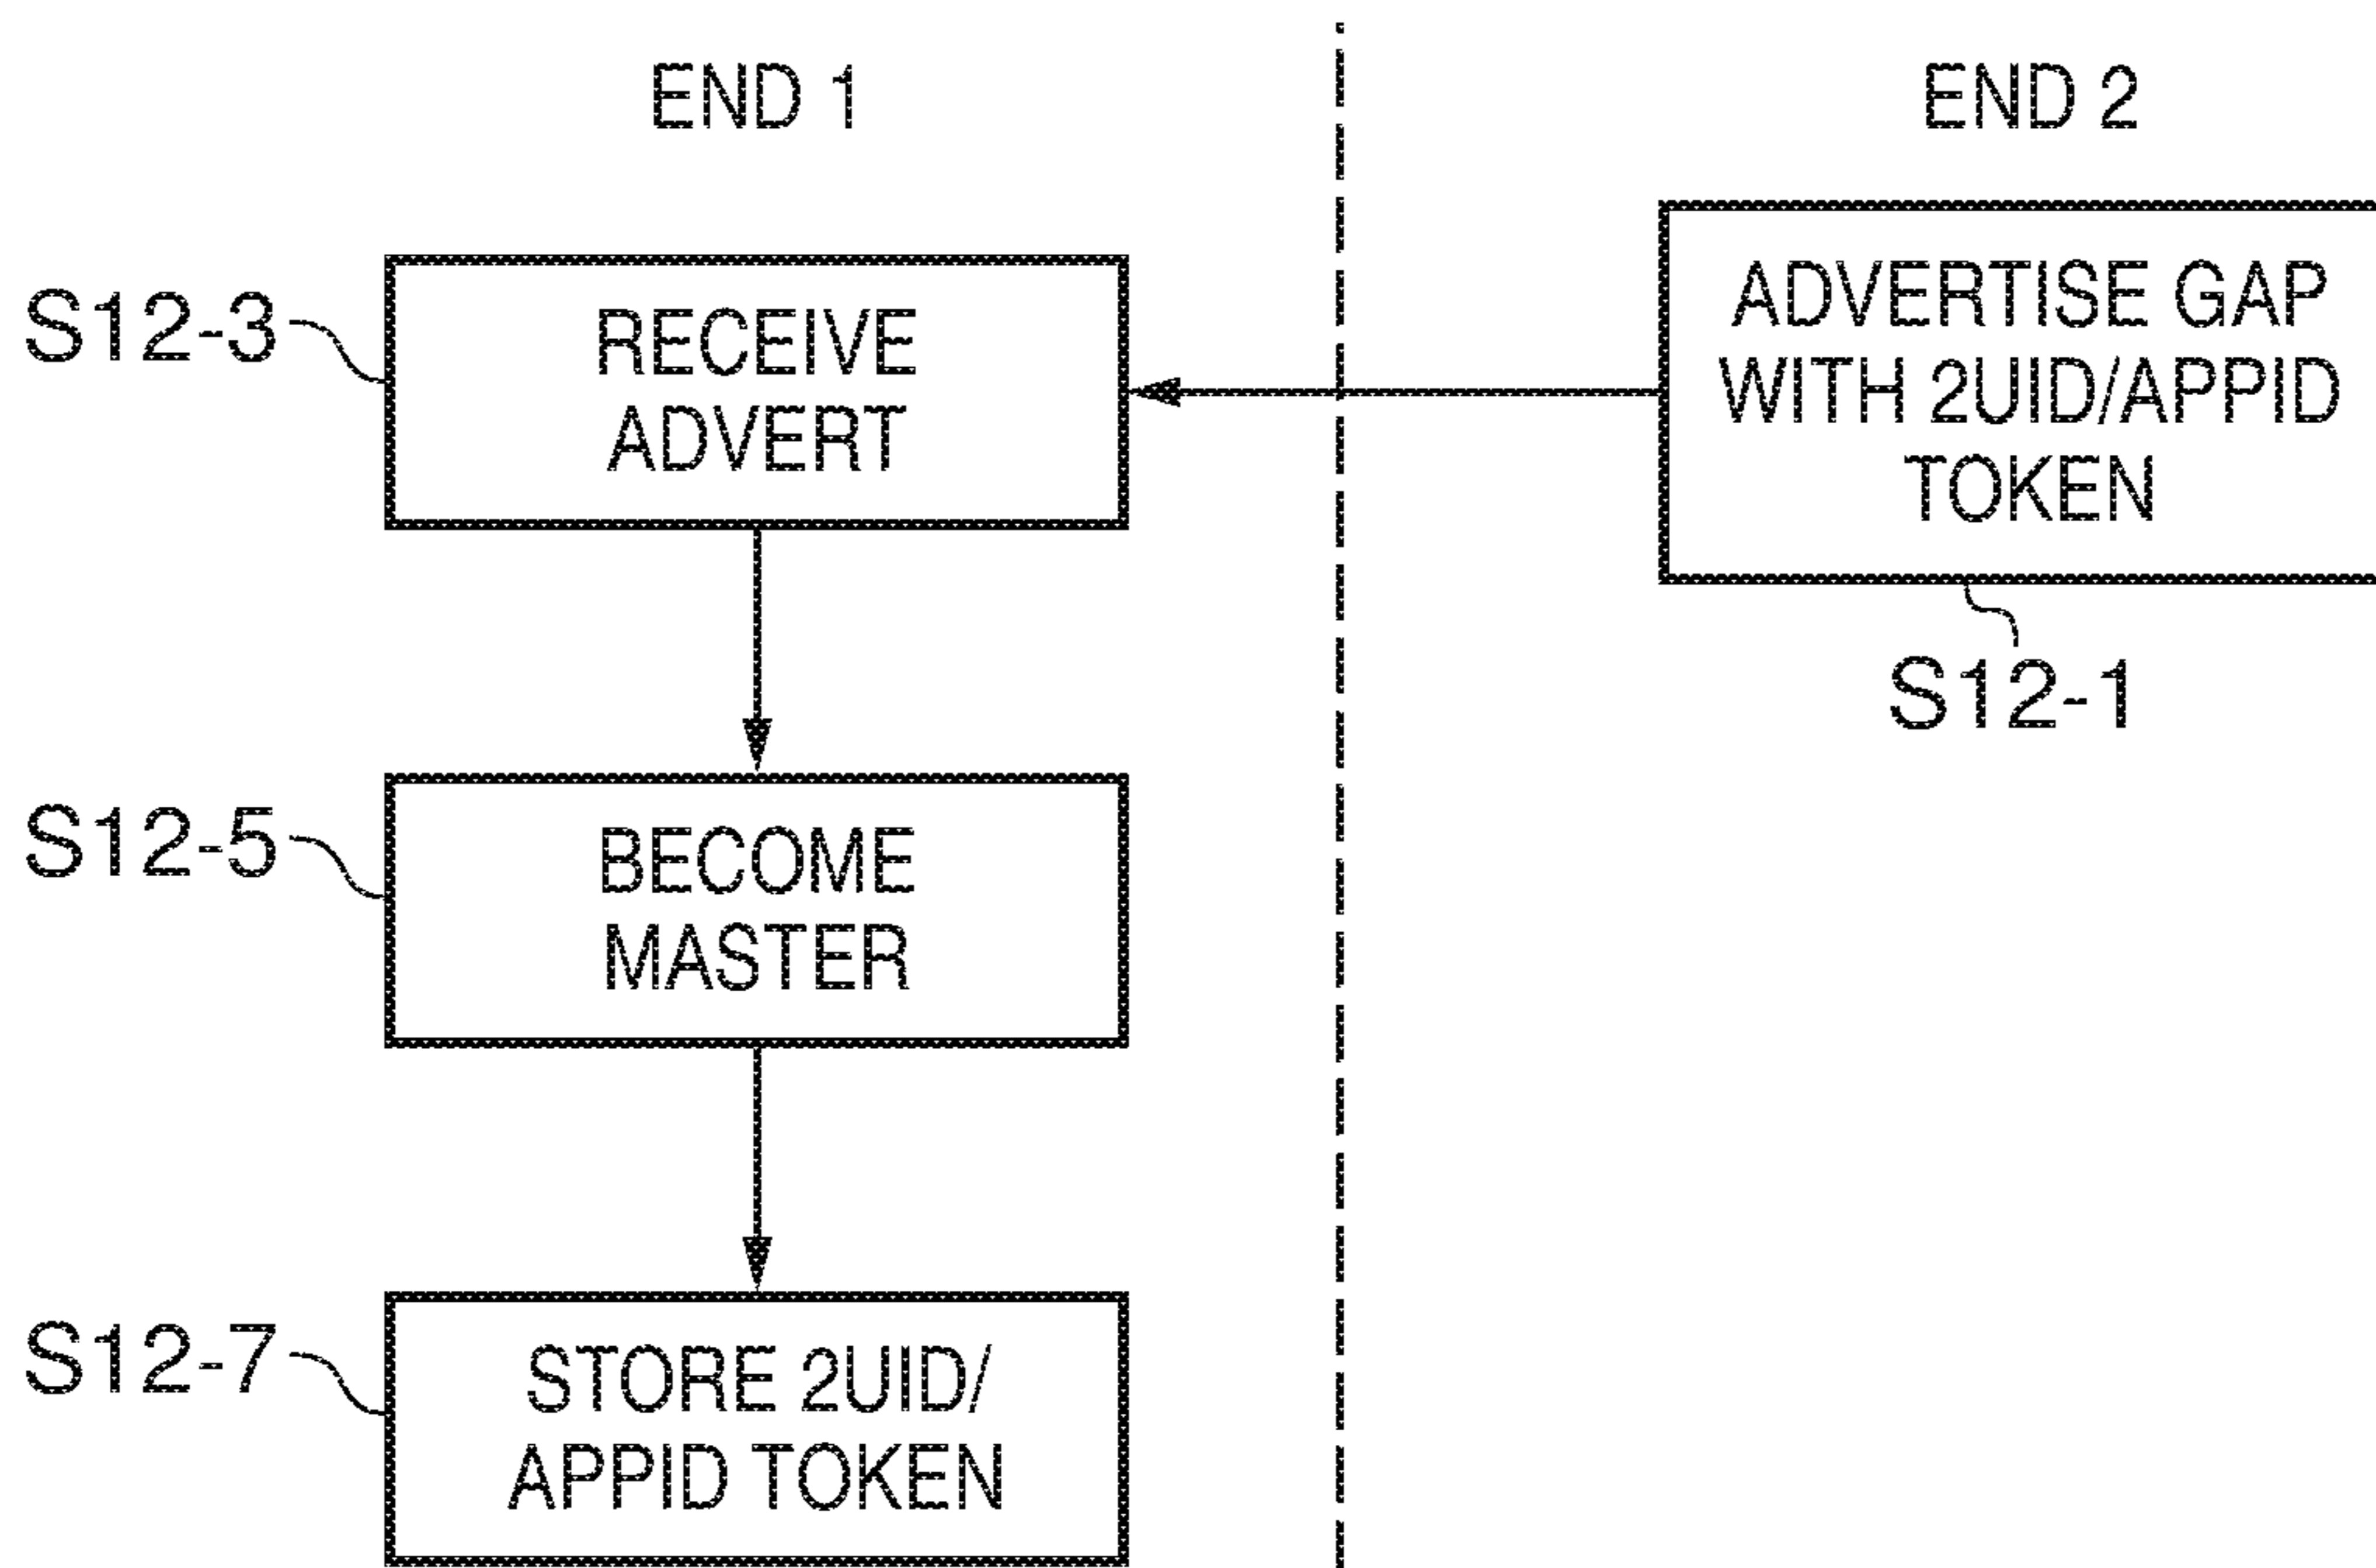 END 1
END 2
S12-3
RECEIVE
ADVERT
ADVERTISE GAP
WITH 2UID/APPID
TOKEN
S12-1
S12-5
BECOME
MASTER
S12-7
STORE 2UID/
APPID TOKEN